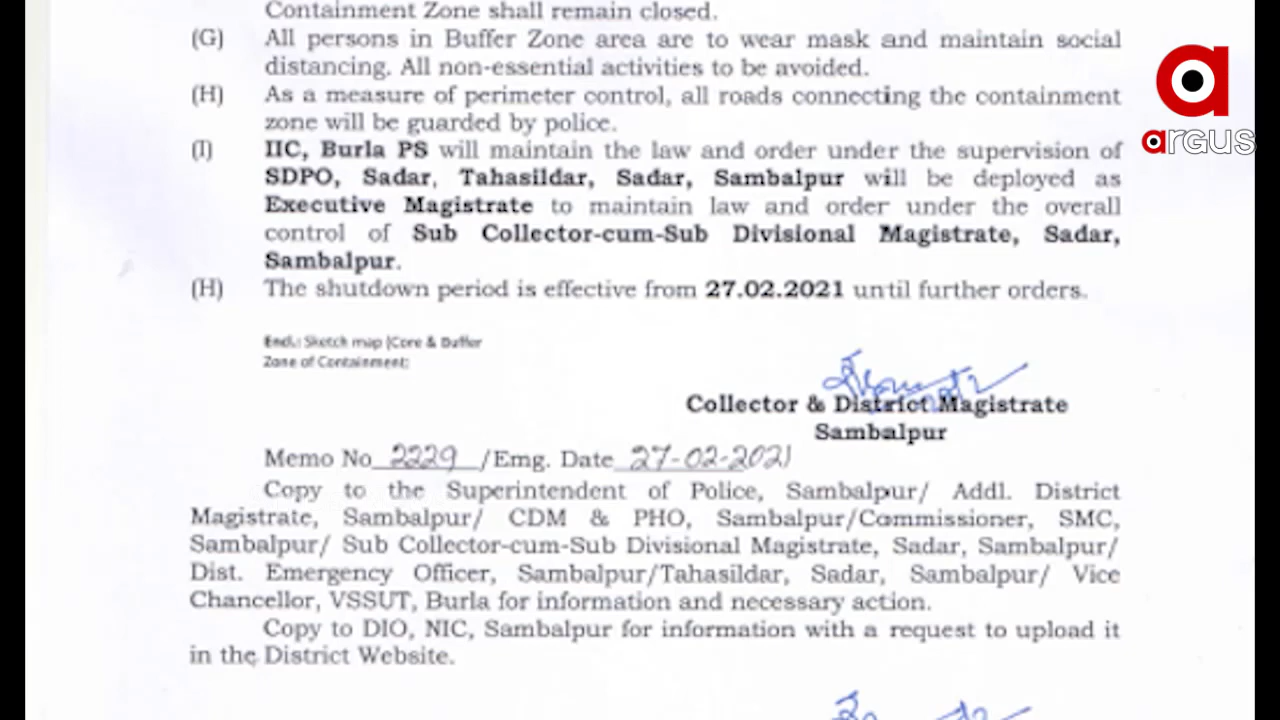 Containment Zone shall remain closed.
(G) All persons in Buffer Zone area are to wear mask and maintain social
distancing. All non-essential activities to be avoided.
(H) As a measure of perimeter control, all roads connecting the containment
zone will be guarded by police.
(I) IIC, Burla PS will maintain the law and order under the supervision of
SDPO, Sadar, Tahasildar, Sadar, Sambalpur will be deployed as
Executive Magistrate to maintain law and order under the overall
control of Sub Collector-cum-Sub Divisional Magistrate, Sadar,
Sambalpur.
(H) The shutdown period is effective from 27.02.2021 until further orders.
Encl.: Sketch map (Core & Buffer
Zone of Containment)
Collector & District Magistrate
Sambalpur
Memo No 2229 /Emg. Date 27-02-2021
Copy to the Superintendent of Police, Sambalpur/ Addl. District
Magistrate, Sambalpur/ CDM & PHO, Sambalpur/Commissioner, SMC,
Sambalpur/ Sub Collector-cum-Sub Divisional Magistrate, Sadar, Sambalpur/
Dist. Emergency Officer, Sambalpur/Tahasildar, Sadar, Sambalpur/ Vice
Chancellor, VSSUT, Burla for information and necessary action.
Copy to DIO, NIC, Sambalpur for information with a request to upload it
in the District Website.
argus